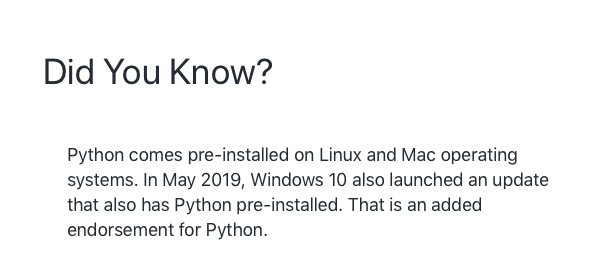 Did You Know?
Python comes pre-installed on Linux and Mac operating
systems. In May 2019, Windows 10 also launched an update
that also has Python pre-installed. That is an added
endorsement for Python.